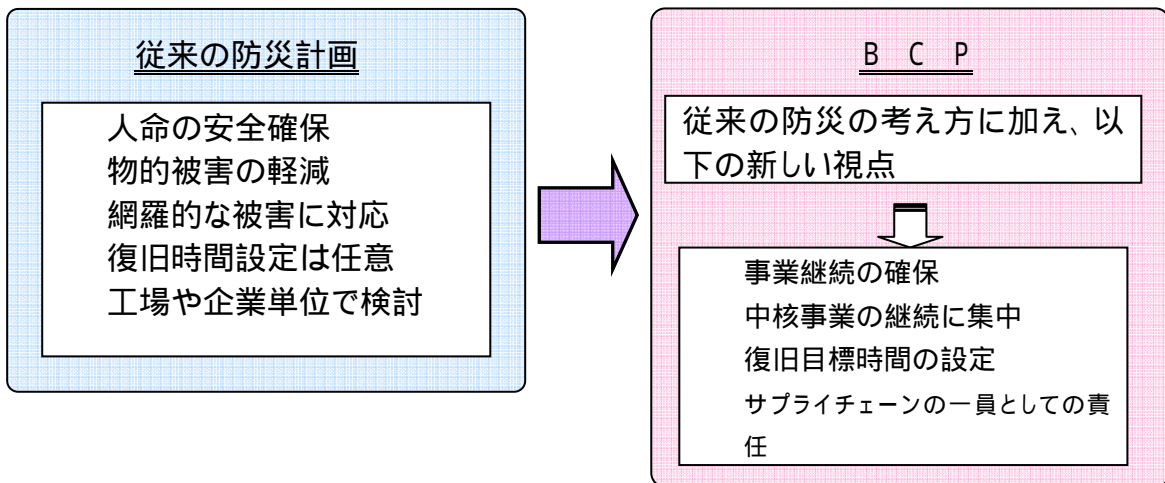 従来の防災計画
人命の安全確保
物的被害の軽減
網羅的な被害に対応
復旧時間設定は任意
工場や企業単位で検討
B C P
従来の防災の考え方に加え、以
下の新しい視点
事業継続の確保
中核事業の継続に集中
復旧目標時間の設定
サプライチェーンの一員としての責
任